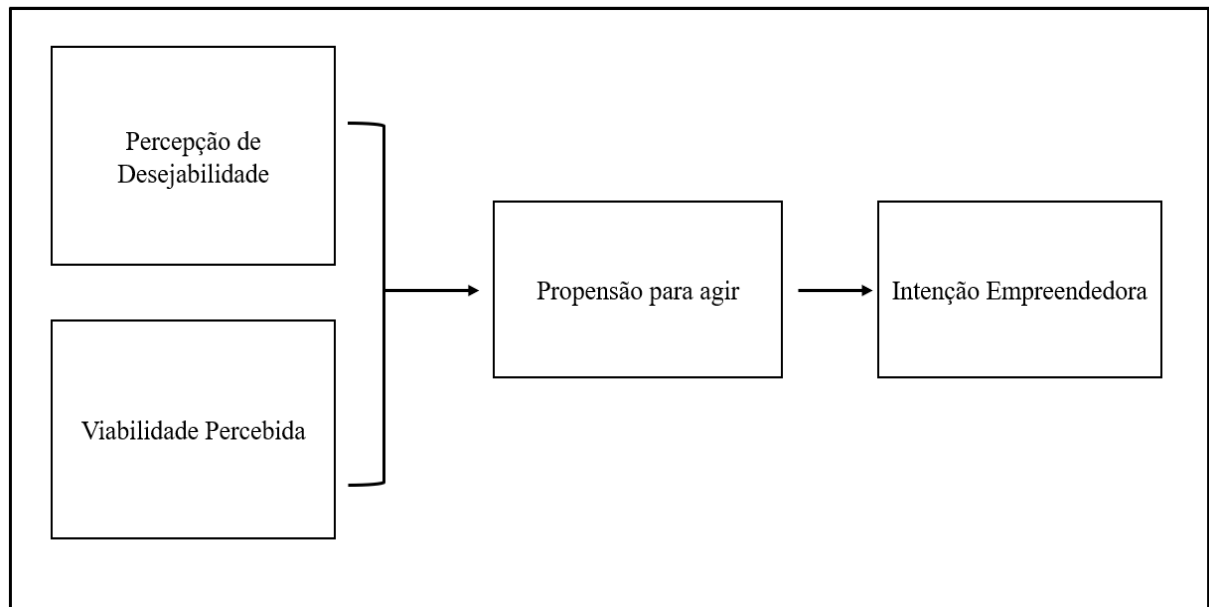 Percepção de
Desejabilidade
Viabilidade Percebida
Propensão para agir
Intenção Empreendedora